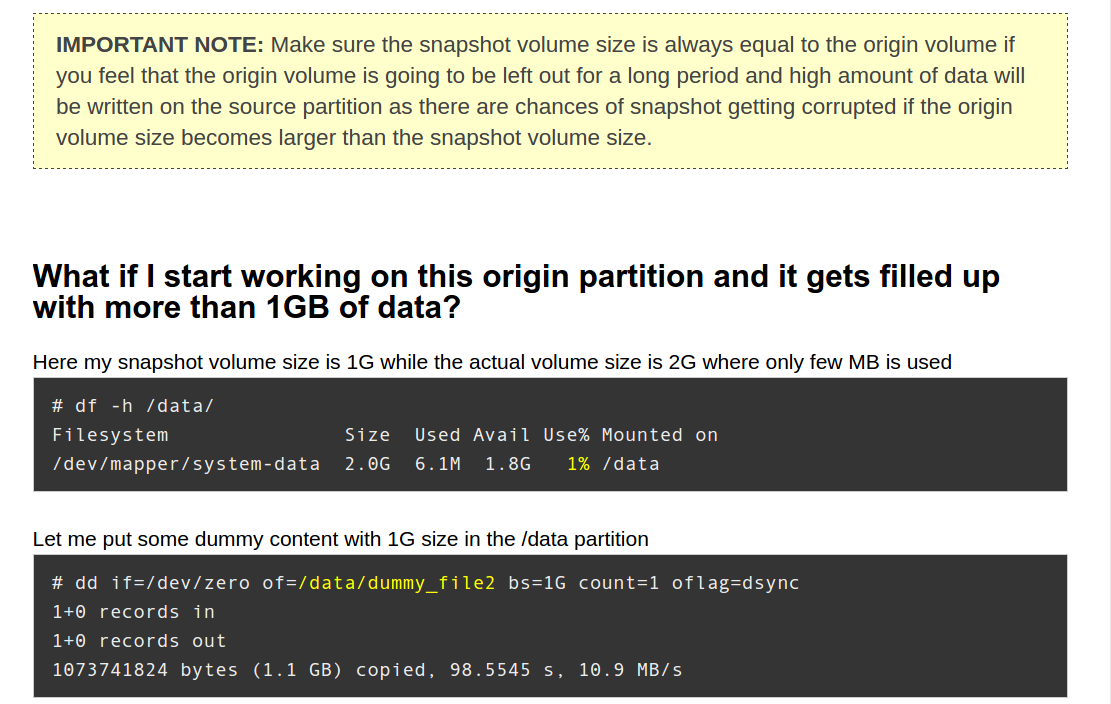 IMPORTANT NOTE: Make sure the snapshot volume size is always equal to the origin volume if
you feel that the origin volume is going to be left out for a long period and high amount of data will
be written on the source partition as there are chances of snapshot getting corrupted if the origin
volume size becomes larger than the snapshot volume size.
What if I start working on this origin partition and it gets filled up
with more than 1GB of data?
Here my snapshot volume size is 1G while the actual volume size is 2G where only few MB is used
# df -h /data/
Filesystem Size Used Avail Use% Mounted on
/dev/mapper/system-data 2.0G 6.1M 1.8G 1% /data
Let me put some dummy content with 1G size in the /data partition
# dd if=/dev/zero of=/data/dummy_file2 bs=1G count=1 oflag=dsync
1+0 records in
1+0 records out
1073741824 bytes (1.1 GB) copied, 98.5545 s, 10.9 MB/s